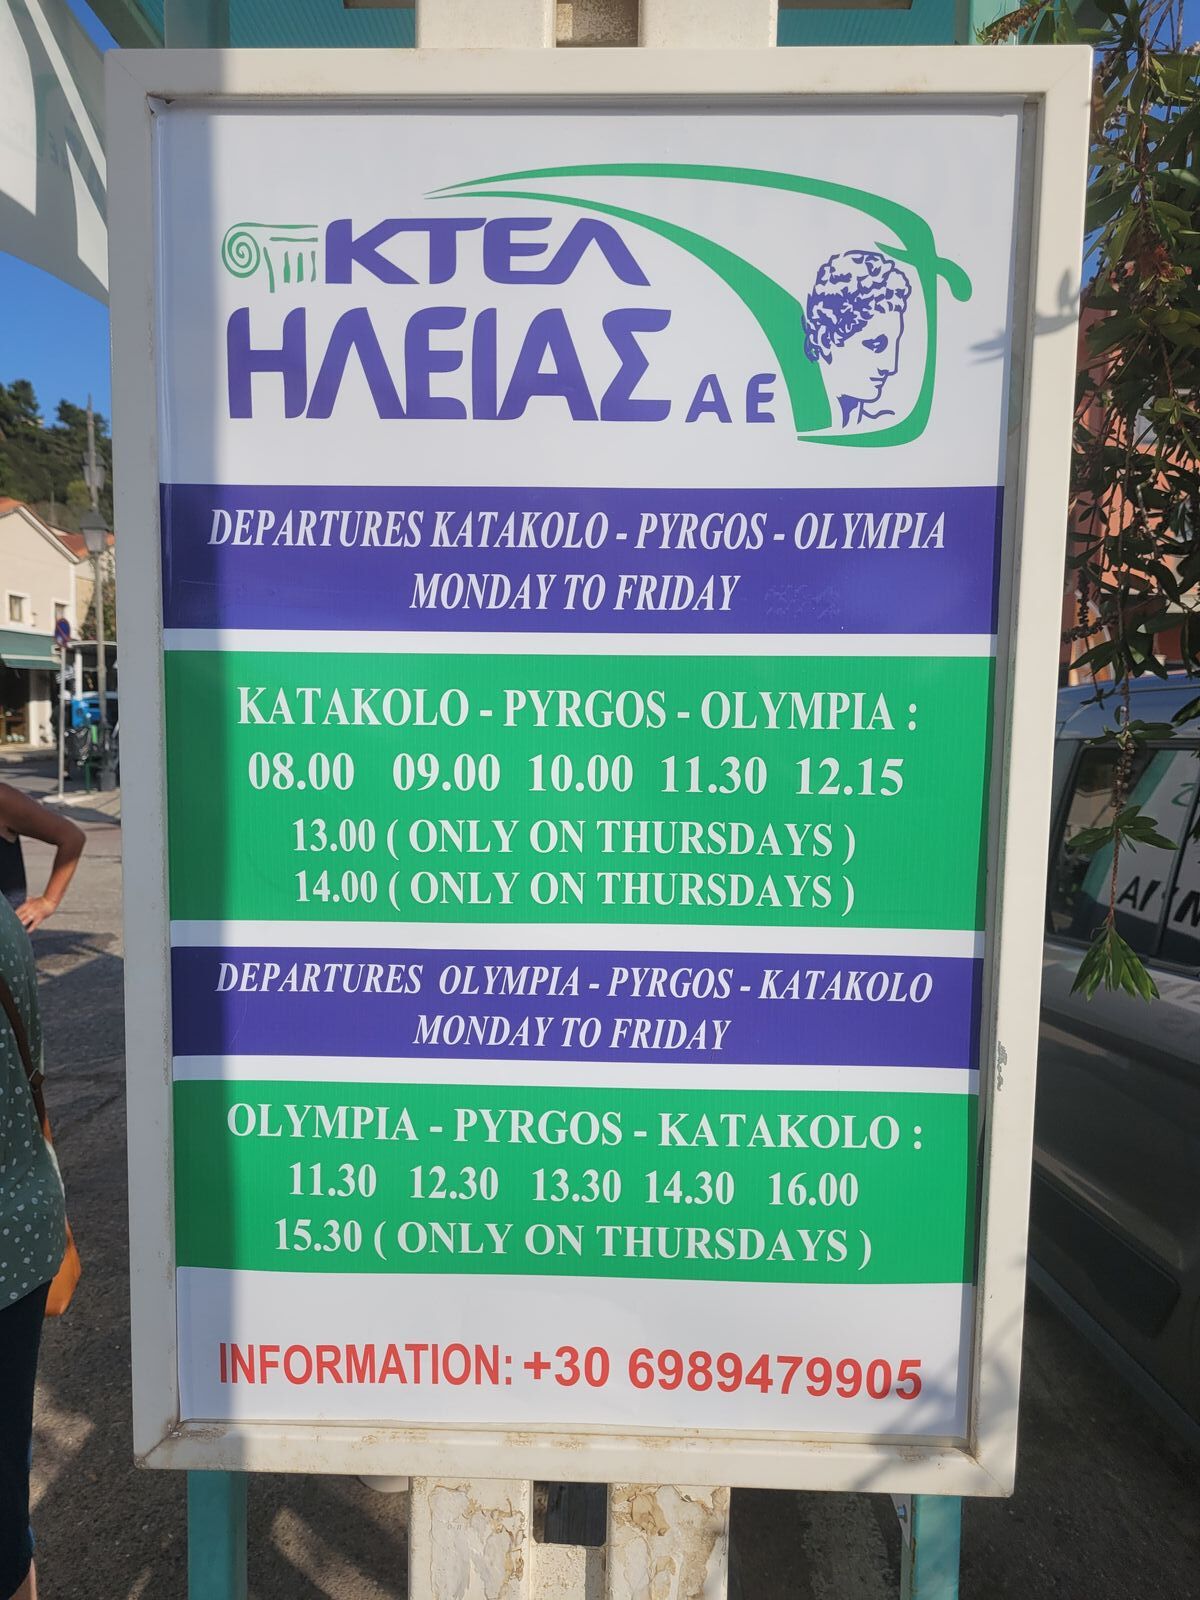 ΚΤΕΛ
ΗΛΕΙΑΣ ΑΕ
DEPARTURES KATAKOLO - PYRGOS - OLYMPIA
MONDAY TO FRIDAY
KATAKOLO - PYRGOS - OLYMPIA :
08.00 09.00 10.00 11.30 12.15
13.00 ( ONLY ON THURSDAYS )
14.00 ( ONLY ON THURSDAYS )
DEPARTURES OLYMPIA - PYRGOS - KATAKOLO
MONDAY TO FRIDAY
OLYMPIA - PYRGOS - KATAKOLO :
11.30 12.30 13.30 14.30 16.00
15.30 ( ONLY ON THURSDAYS )
INFORMATION: +30 6989479905